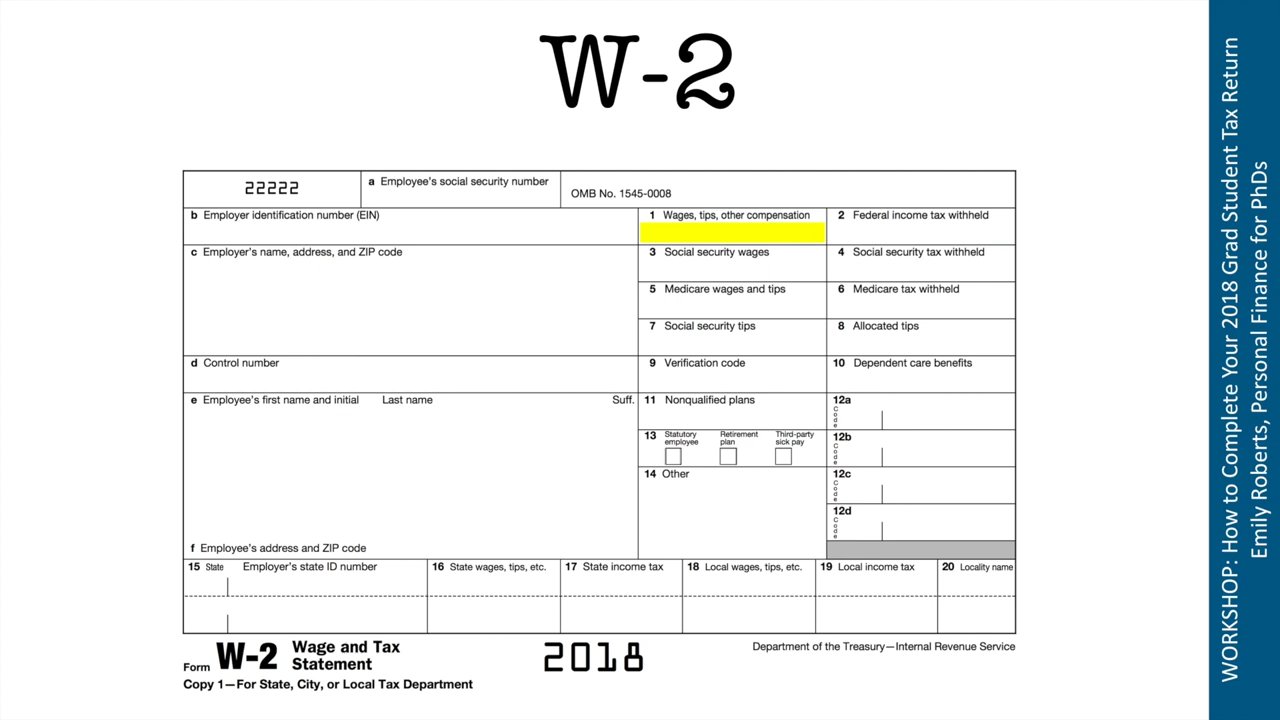 W-2
22222
a Employee's social security number
OMB No. 1545-0008
b Employer identification number (EIN)
1 Wages, tips, other compensation
2 Federal income tax withheld
c Employer's name, address, and ZIP code
3 Social security wages
4 Social security tax withheld
5 Medicare wages and tips
6 Medicare tax withheld
7 Social security tips
8 Allocated tips
d Control number
9 Verification code
10 Dependent care benefits
e Employee's first name and initial Last name Suff.
11 Nonqualified plans
12a
Code
13 Statutory employee Retirement plan Third-party sick pay
12b
Code
14 Other
12c
Code
12d
Code
f Employee's address and ZIP code
15 State Employer's state ID number
16 State wages, tips, etc.
17 State income tax
18 Local wages, tips, etc.
19 Local income tax
20 Locality name
Form W-2 Wage and Tax Statement
2018
Department of the Treasury—Internal Revenue Service
Copy 1—For State, City, or Local Tax Department
WORKSHOP: How to Complete Your 2018 Grad Student Tax Return
Emily Roberts, Personal Finance for PhDs